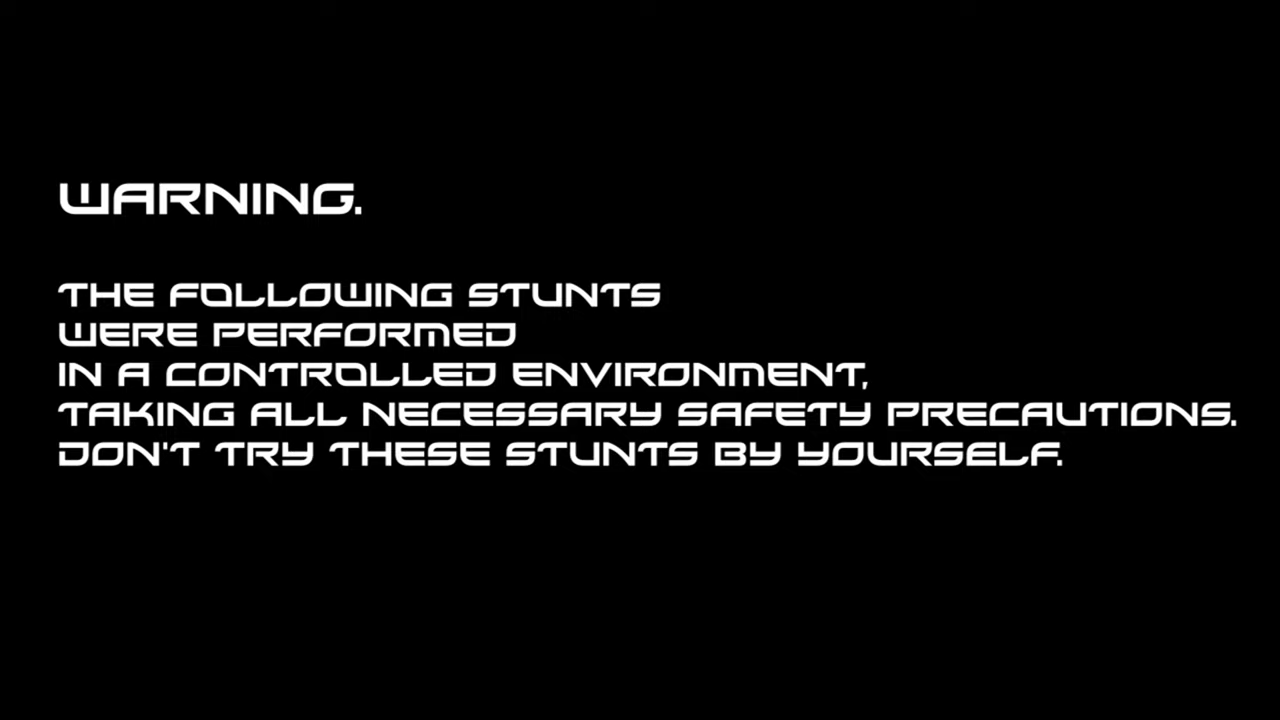 WARNING.
THE FOLLOWING STUNTS
WERE PERFORMED
IN A CONTROLLED ENVIRONMENT,
TAKING ALL NECESSARY SAFETY PRECAUTIONS.
DON'T TRY THESE STUNTS BY YOURSELF.